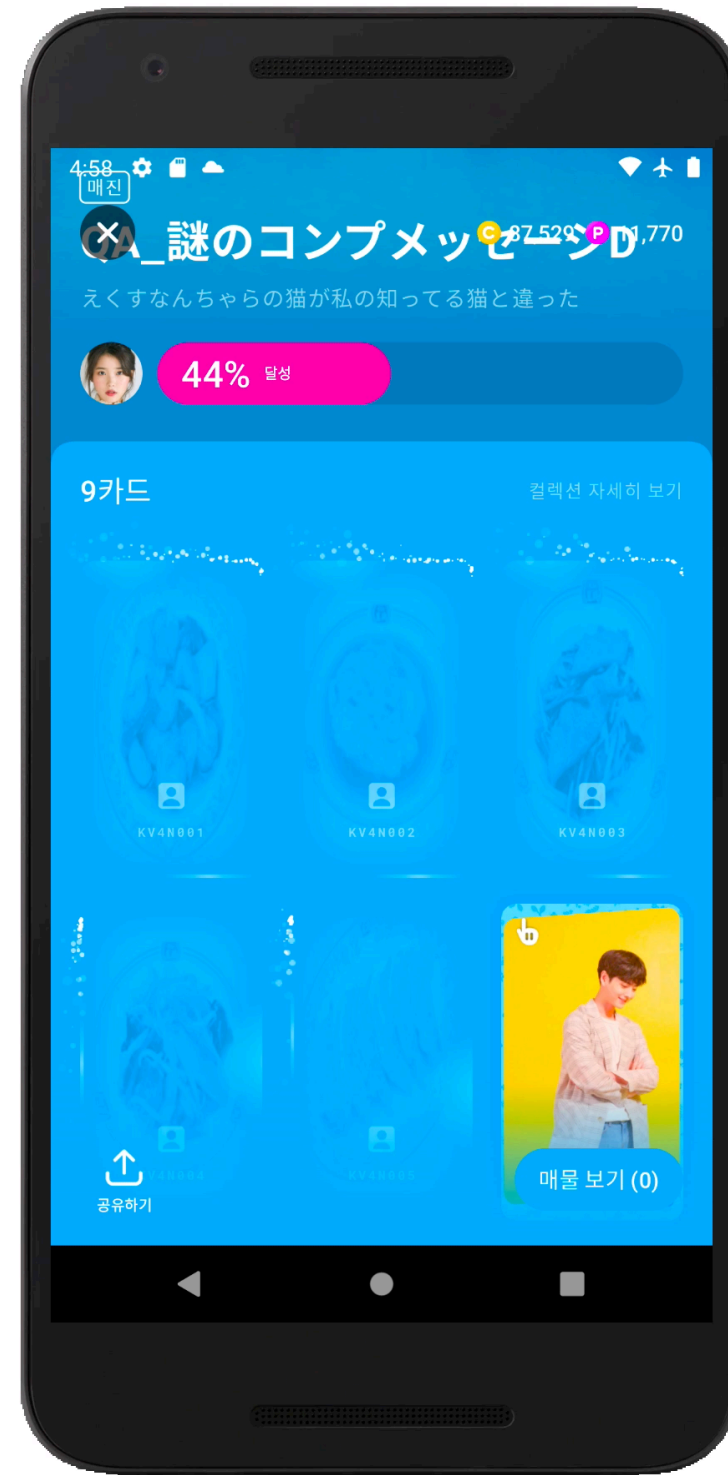 4:58
매진
QA_謎のコンプメッセージD
C 87,529 P 11,770
えくすなんちゃらの猫が私の知ってる猫と違った
44% 달성
9카드 컬렉션 자세히 보기
KV4N001 KV4N002 KV4N003
KV4N004 KV4N005
공유하기
매물 보기 (0)